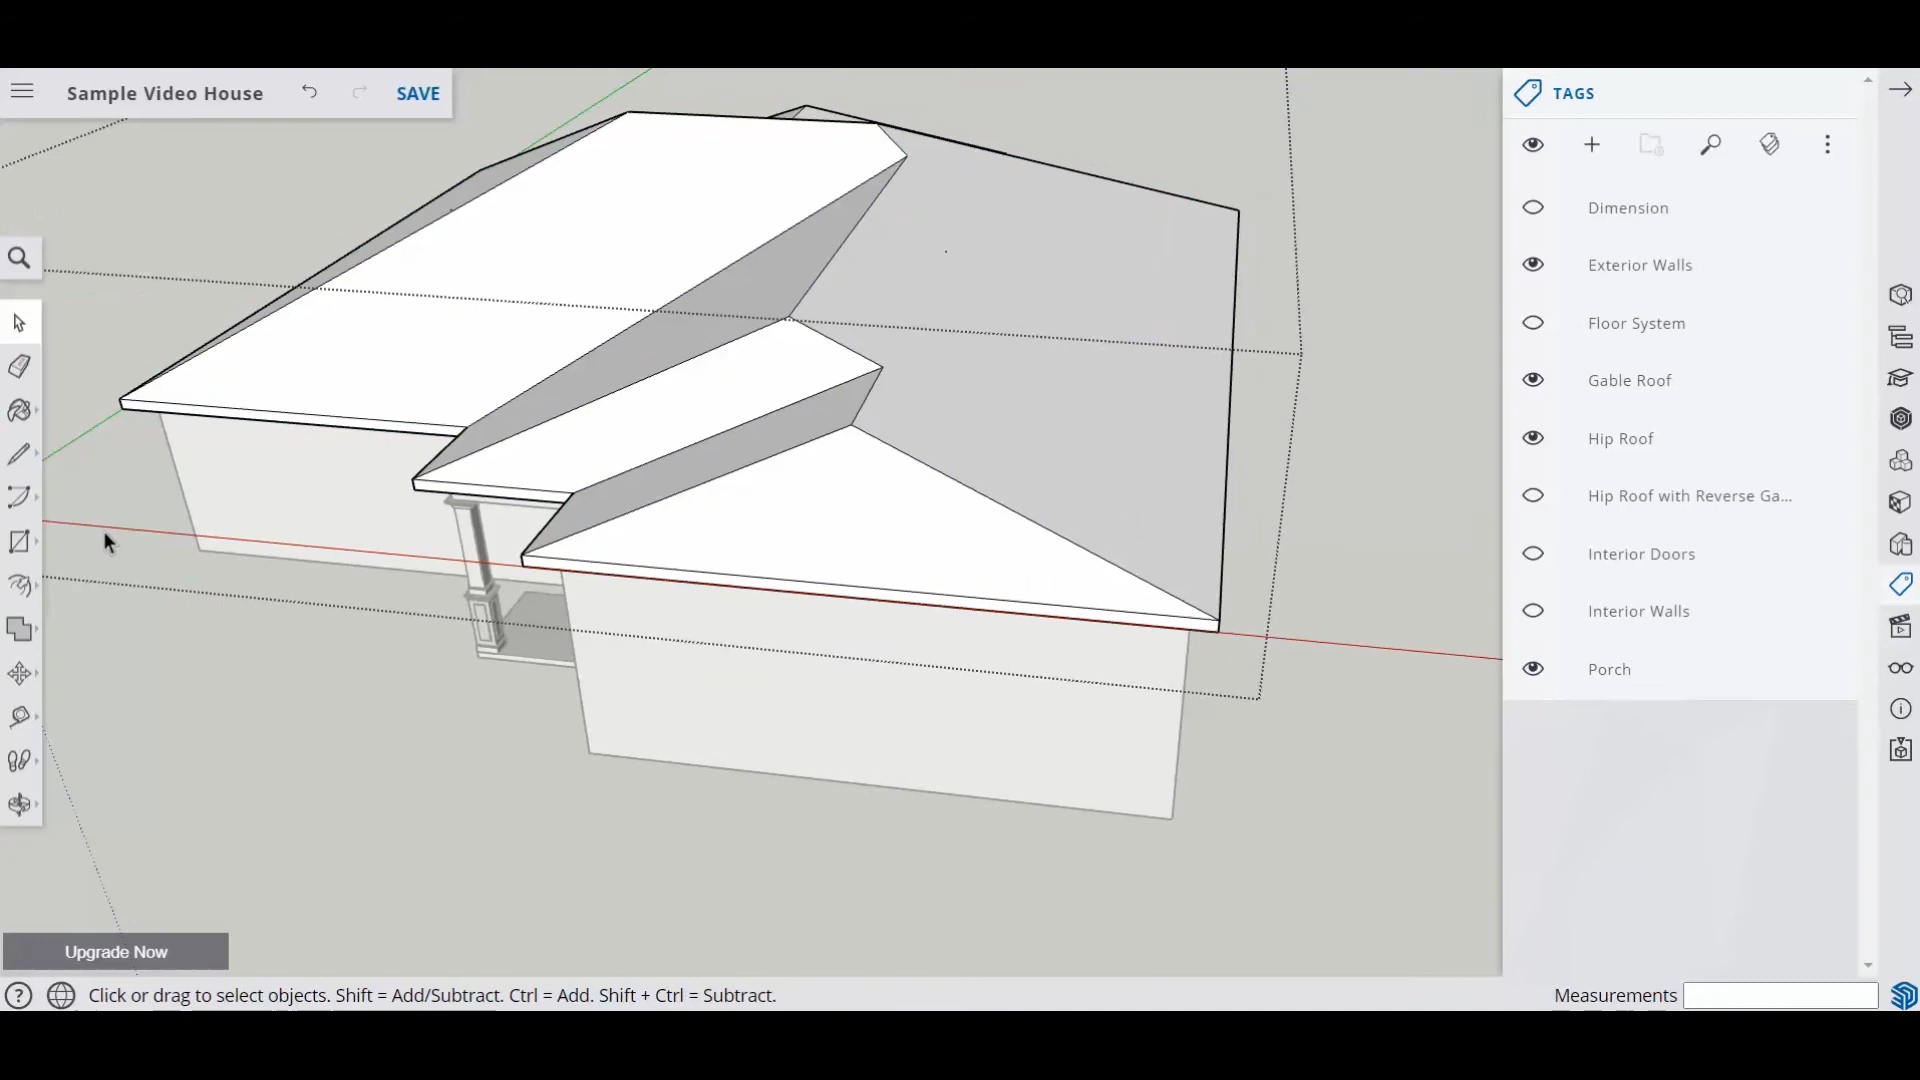 Sample Video House
SAVE
TAGS
Dimension
Exterior Walls
Floor System
Gable Roof
Hip Roof
Hip Roof with Reverse Ga...
Interior Doors
Interior Walls
Porch
Upgrade Now
Click or drag to select objects. Shift = Add/Subtract. Ctrl = Add. Shift + Ctrl = Subtract.
Measurements